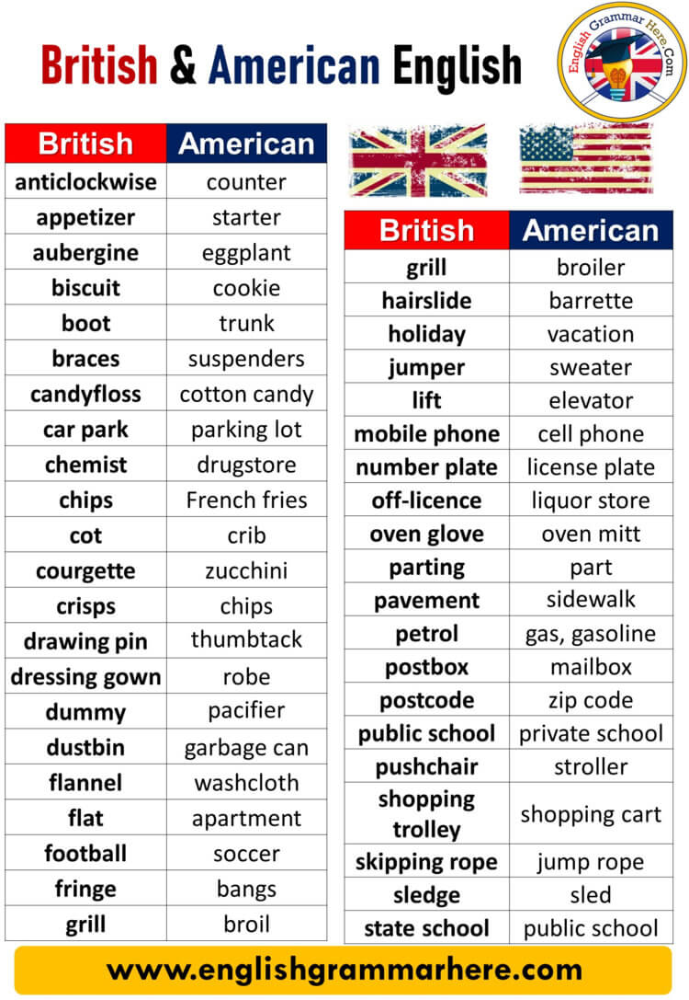 British & American English
English Grammar Here.Com
British American
anticlockwise counter
appetizer starter
aubergine eggplant
biscuit cookie
boot trunk
braces suspenders
candyfloss cotton candy
car park parking lot
chemist drugstore
chips French fries
cot crib
courgette zucchini
crisps chips
drawing pin thumbtack
dressing gown robe
dummy pacifier
dustbin garbage can
flannel washcloth
flat apartment
football soccer
fringe bangs
grill broil
British American
grill broiler
hairslide barrette
holiday vacation
jumper sweater
lift elevator
mobile phone cell phone
number plate license plate
off-licence liquor store
oven glove oven mitt
parting part
pavement sidewalk
petrol gas, gasoline
postbox mailbox
postcode zip code
public school private school
pushchair stroller
shopping
trolley shopping cart
skipping rope jump rope
sledge sled
state school public school
www.englishgrammarhere.com